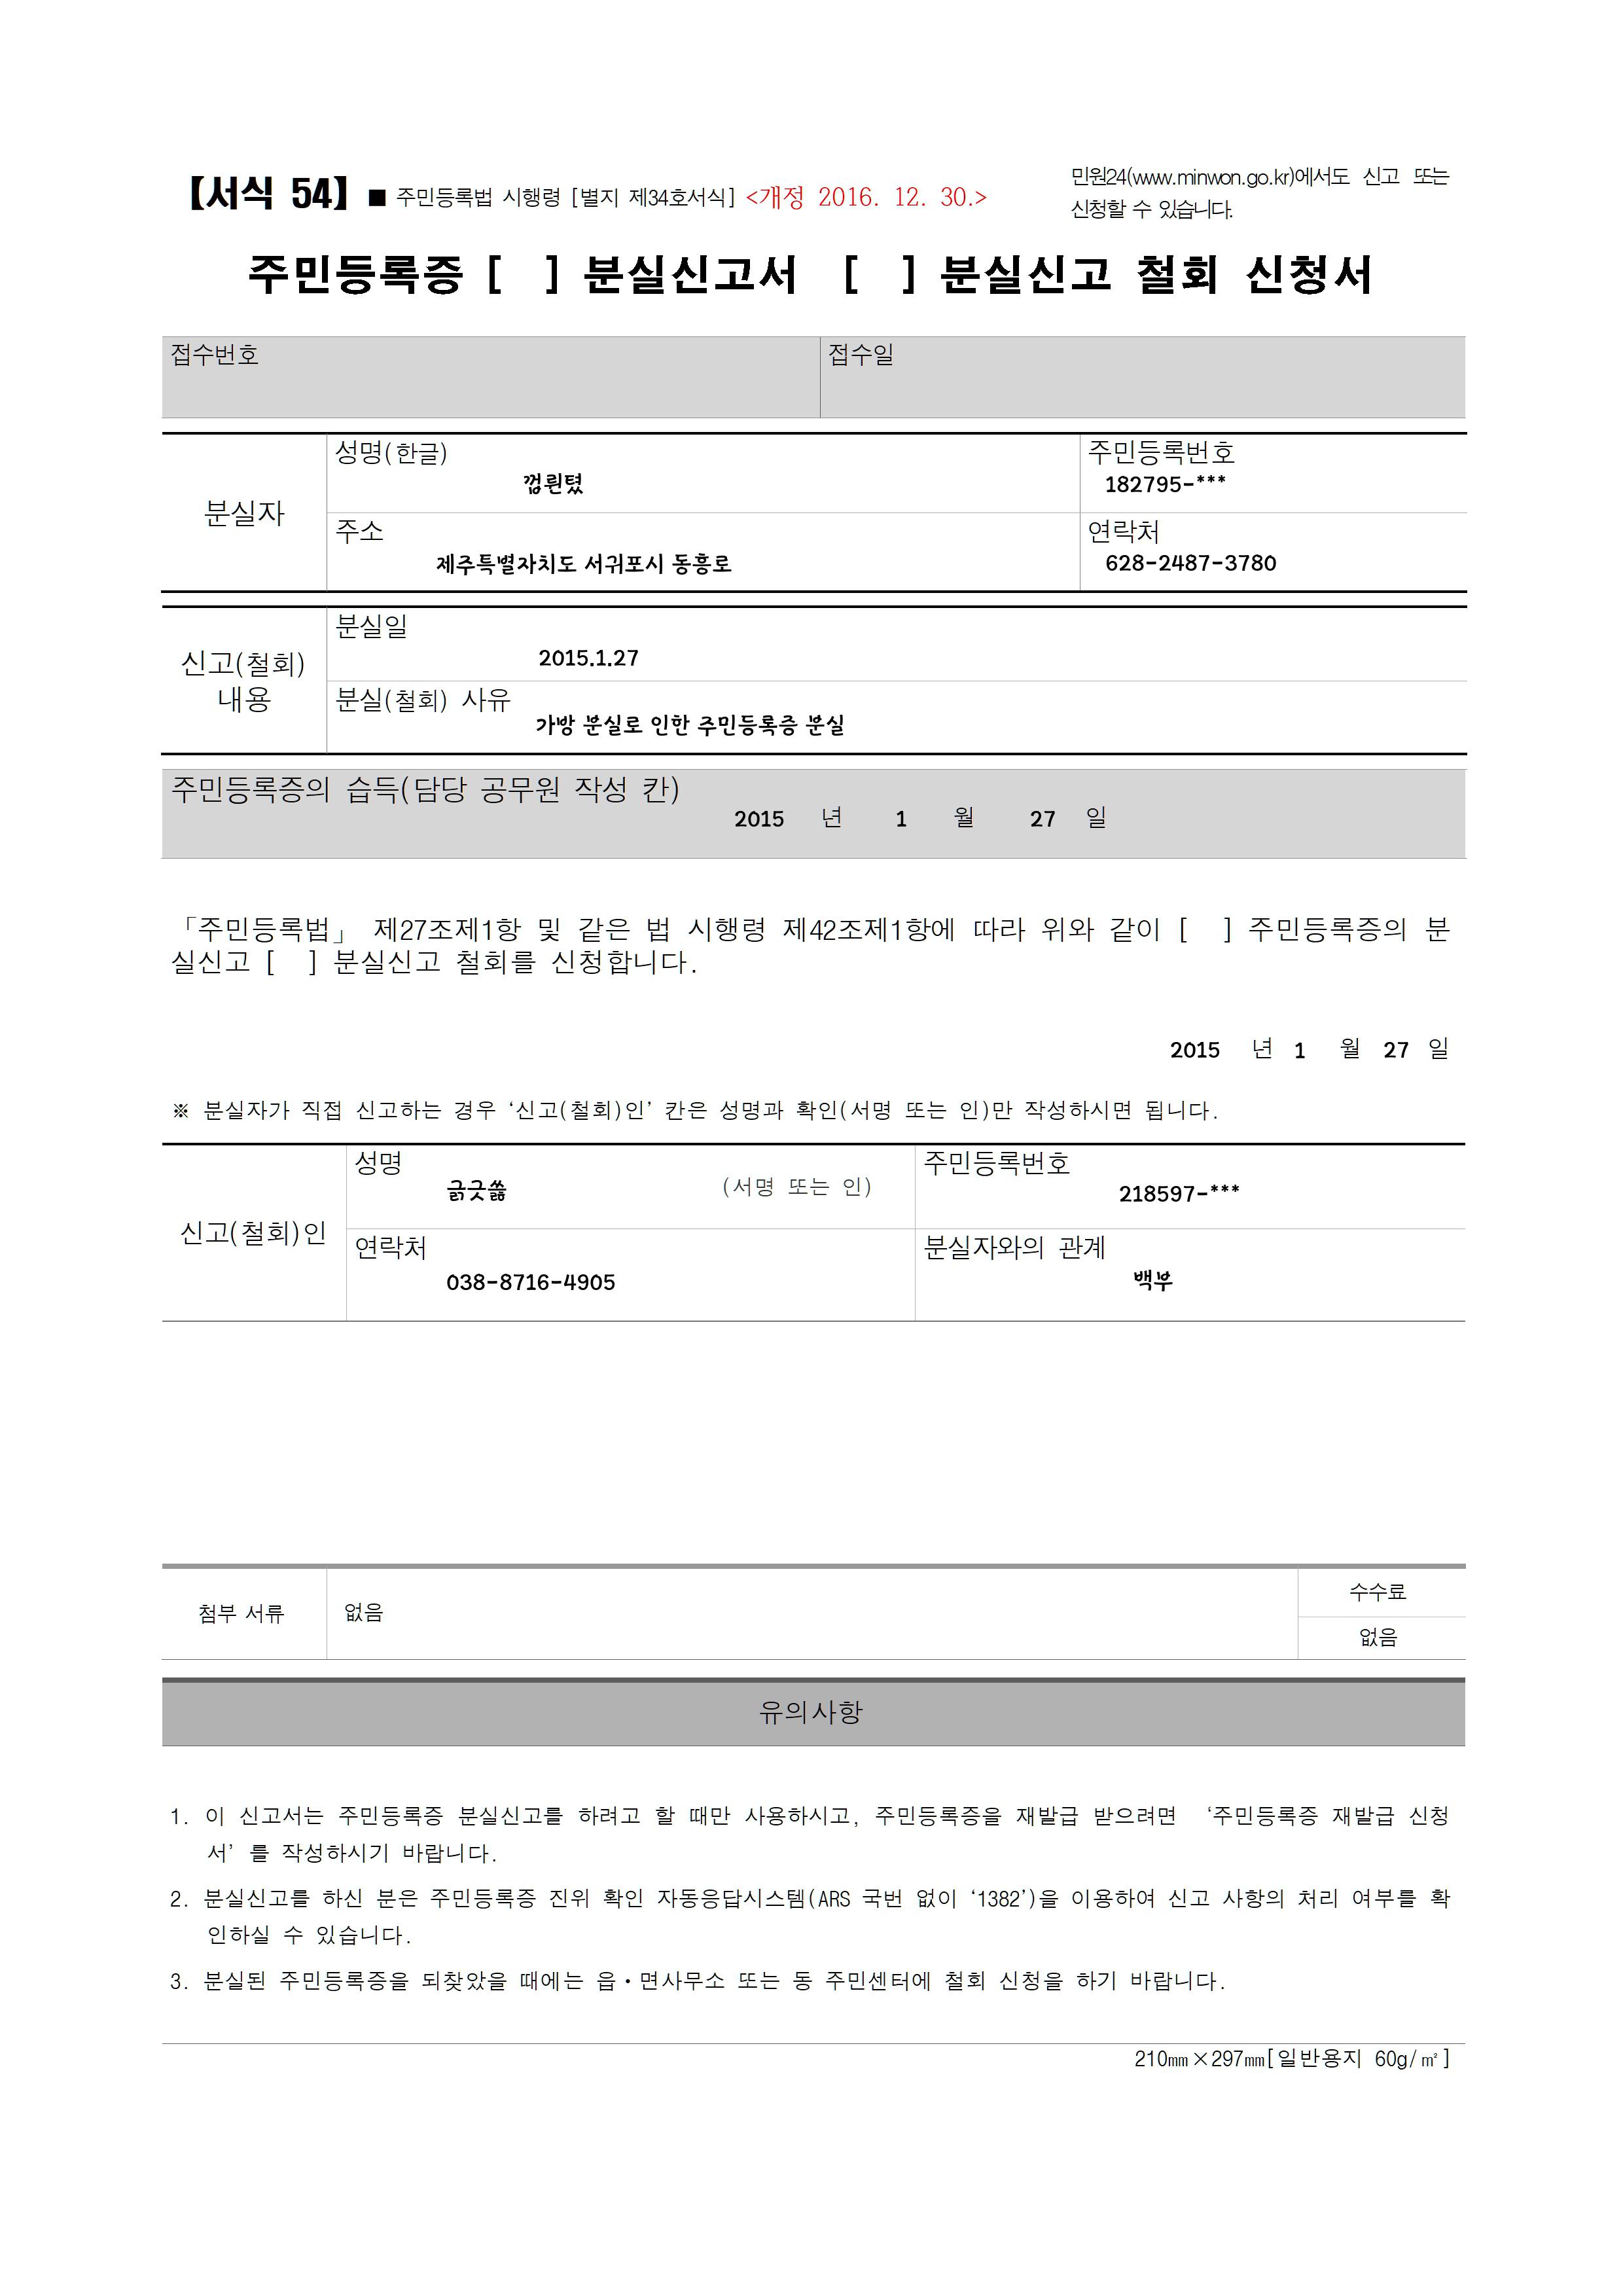 【서식 54】 ■ 주민등록법 시행령 [별지 제34호서식] <개정 2016. 12. 30.>
민원24(www.minwon.go.kr)에서도 신고 또는
신청할 수 있습니다.
주민등록증 [ ] 분실신고서 [ ] 분실신고 철회 신청서
접수번호 접수일
분실자
성명(한글) 주민등록번호
껍뢴텼 182795-***
주소 연락처
제주특별자치도 서귀포시 동흥로 628-2487-3780
신고(철회)
내용
분실일
2015.1.27
분실(철회) 사유
가방 분실로 인한 주민등록증 분실
주민등록증의 습득(담당 공무원 작성 칸)
2015 년 1 월 27 일
「주민등록법」 제27조제1항 및 같은 법 시행령 제42조제1항에 따라 위와 같이 [ ] 주민등록증의 분
실신고 [ ] 분실신고 철회를 신청합니다.
2015 년 1 월 27 일
※ 분실자가 직접 신고하는 경우 ‘신고(철회)인’ 칸은 성명과 확인(서명 또는 인)만 작성하시면 됩니다.
신고(철회)인
성명 주민등록번호
긁긋쓿 (서명 또는 인) 218597-***
연락처 분실자와의 관계
038-8716-4905 백부
첨부 서류 없음 수수료
없음
유의사항
1. 이 신고서는 주민등록증 분실신고를 하려고 할 때만 사용하시고, 주민등록증을 재발급 받으려면 ‘주민등록증 재발급 신청
서’를 작성하시기 바랍니다.
2. 분실신고를 하신 분은 주민등록증 진위 확인 자동응답시스템(ARS 국번 없이 ‘1382’)을 이용하여 신고 사항의 처리 여부를 확
인하실 수 있습니다.
3. 분실된 주민등록증을 되찾았을 때에는 읍·면사무소 또는 동 주민센터에 철회 신청을 하기 바랍니다.
210㎜×297㎜[일반용지 60g/㎡]